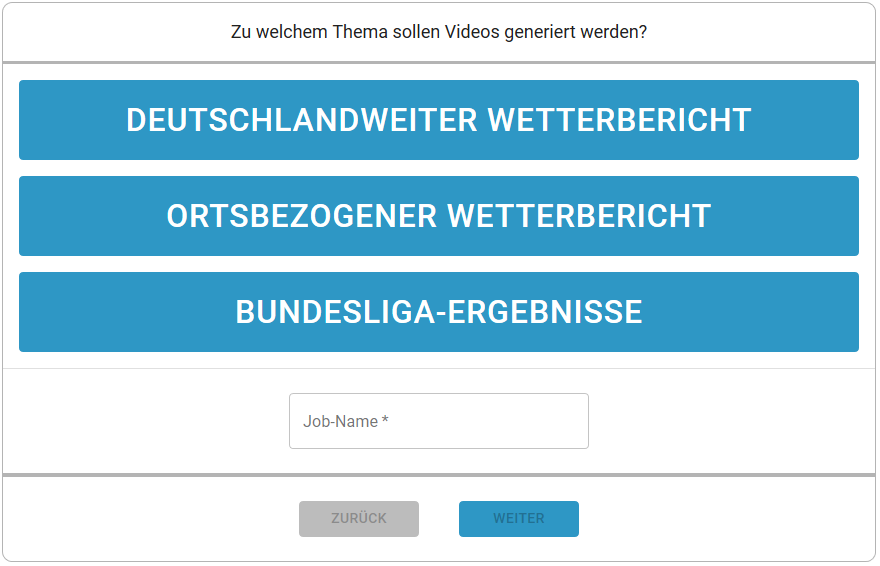 Zu welchem Thema sollen Videos generiert werden?
DEUTSCHLANDWEITER WETTERBERICHT
ORTSBEZOGENER WETTERBERICHT
BUNDESLIGA-ERGEBNISSE
Job-Name *
ZURÜCK WEITER